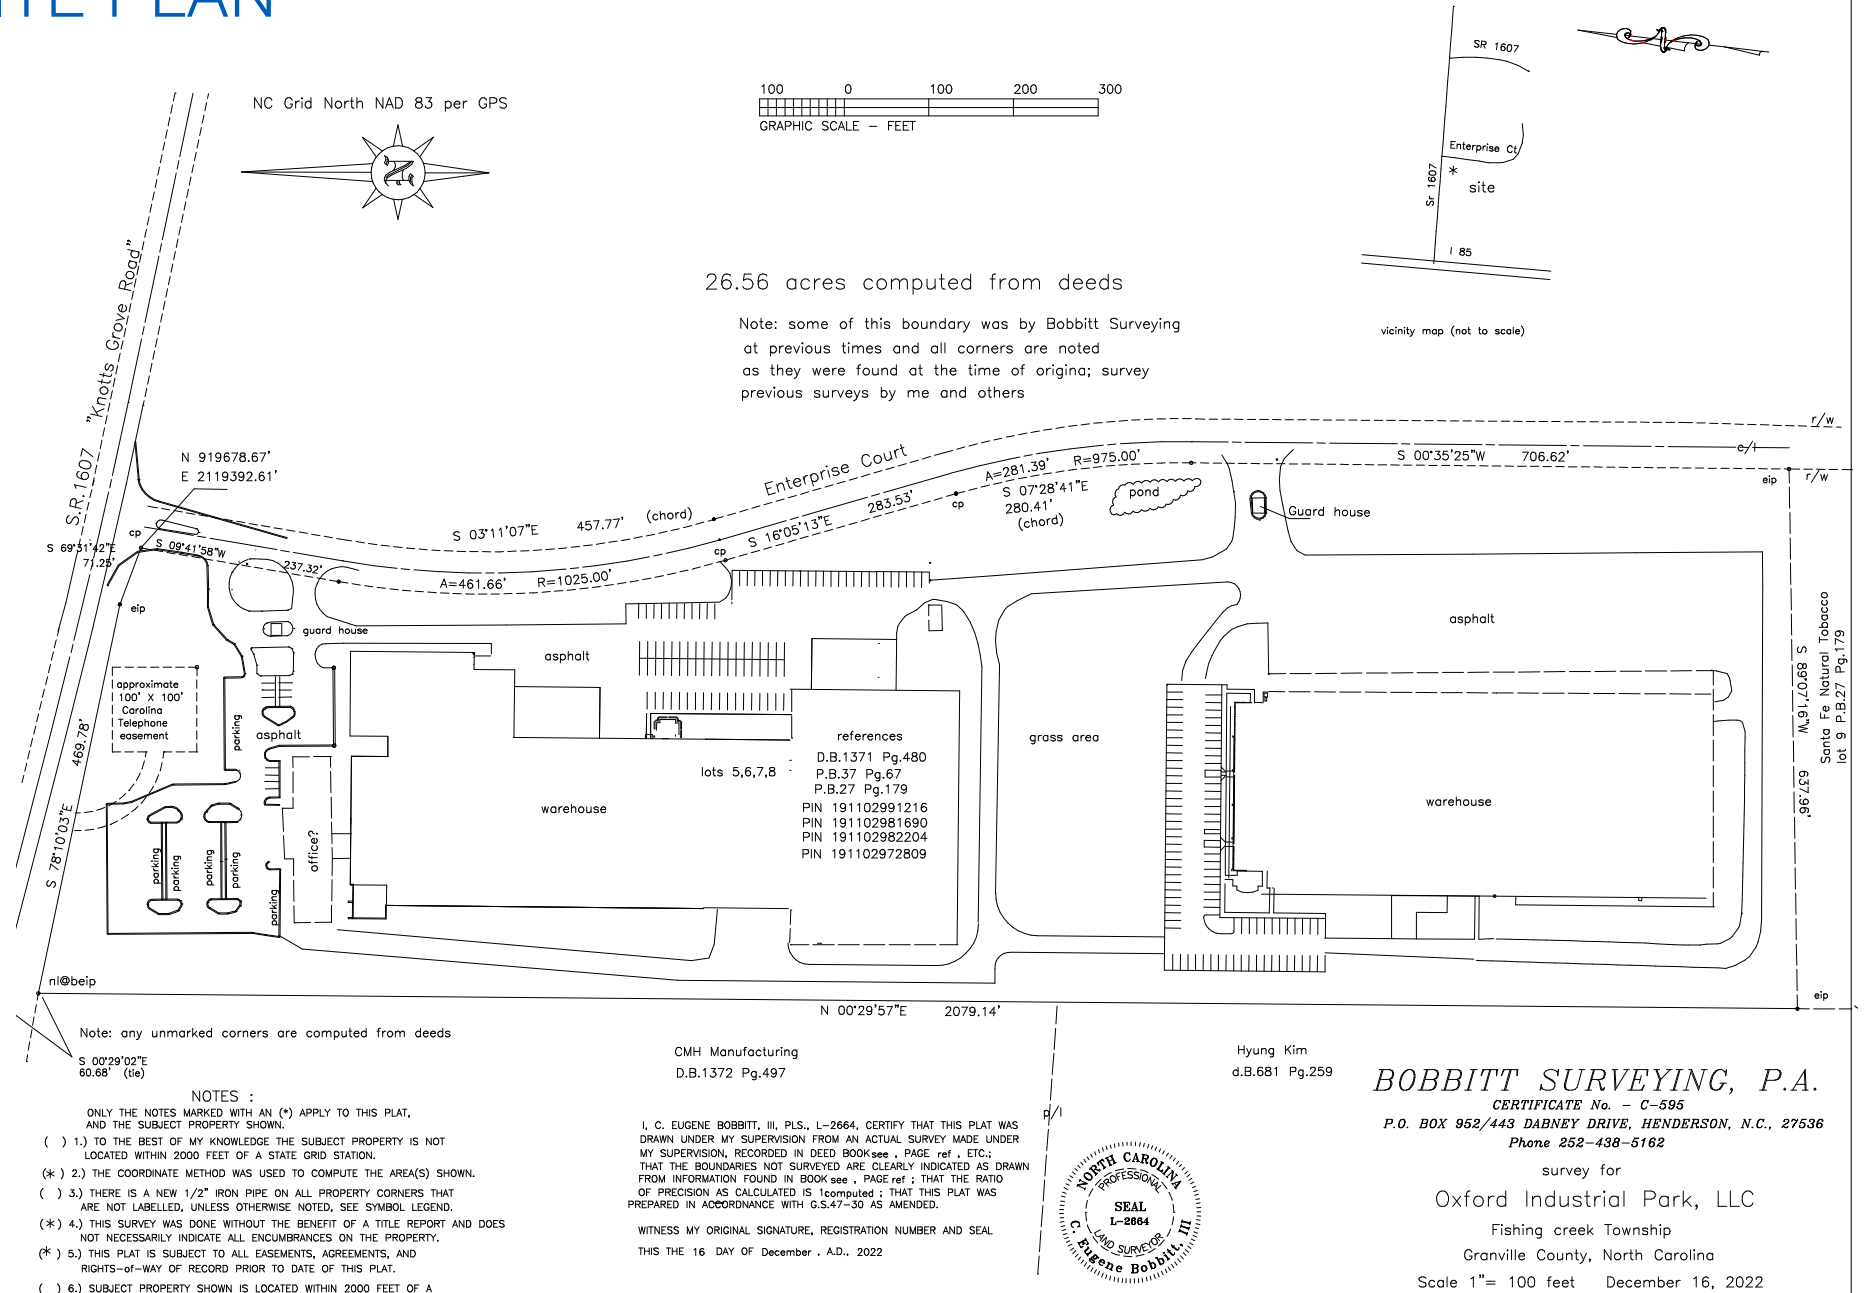 SITE PLAN
NC Grid North NAD 83 per GPS
100 0 100 200 300
GRAPHIC SCALE - FEET
SR 1607
Enterprise Ct
*
site
Sr 1607
I 85
vicinity map (not to scale)
26.56 acres computed from deeds
Note: some of this boundary was by Bobbitt Surveying
at previous times and all corners are noted
as they were found at the time of origina; survey
previous surveys by me and others
S.R.1607 "Knotts Grove Road"
N 919678.67'
E 2119392.61'
cp
S 69°31'42"E
71.25'
S 09°41'58"W
237.32'
eip
S 03°11'07"E 457.77' (chord)
A=461.66' R=1025.00'
Enterprise Court
cp
S 16°05'13"E 283.53'
cp
A=281.39' R=975.00'
S 07°28'41"E
280.41'
(chord)
pond
Guard house
S 00°35'25"W 706.62'
r/w
c/l
r/w
eip
guard house
asphalt
asphalt
approximate
100' X 100'
Carolina
Telephone
easement
parking
asphalt
469.78'
S 78°10'03"E
parking
parking
parking
parking
parking
office?
warehouse
lots 5,6,7,8
references
D.B.1371 Pg.480
P.B.37 Pg.67
P.B.27 Pg.179
PIN 191102991216
PIN 191102981690
PIN 191102982204
PIN 191102972809
grass area
warehouse
S 89°07'16"W 637.96'
Santa Fe Natural Tobacco
lot 9 P.B.27 Pg.179
nl@beip
eip
N 00°29'57"E 2079.14'
Note: any unmarked corners are computed from deeds
S 00°29'02"E
60.68' (tie)
CMH Manufacturing
D.B.1372 Pg.497
p/l
Hyung Kim
d.B.681 Pg.259
NOTES :
ONLY THE NOTES MARKED WITH AN (*) APPLY TO THIS PLAT,
AND THE SUBJECT PROPERTY SHOWN.
( ) 1.) TO THE BEST OF MY KNOWLEDGE THE SUBJECT PROPERTY IS NOT
LOCATED WITHIN 2000 FEET OF A STATE GRID STATION.
(*) 2.) THE COORDINATE METHOD WAS USED TO COMPUTE THE AREA(S) SHOWN.
( ) 3.) THERE IS A NEW 1/2" IRON PIPE ON ALL PROPERTY CORNERS THAT
ARE NOT LABELLED, UNLESS OTHERWISE NOTED, SEE SYMBOL LEGEND.
(*) 4.) THIS SURVEY WAS DONE WITHOUT THE BENEFIT OF A TITLE REPORT AND DOES
NOT NECESSARILY INDICATE ALL ENCUMBRANCES ON THE PROPERTY.
(*) 5.) THIS PLAT IS SUBJECT TO ALL EASEMENTS, AGREEMENTS, AND
RIGHTS-of-WAY OF RECORD PRIOR TO DATE OF THIS PLAT.
( ) 6.) SUBJECT PROPERTY SHOWN IS LOCATED WITHIN 2000 FEET OF A
I, C. EUGENE BOBBITT, III, PLS., L-2664, CERTIFY THAT THIS PLAT WAS
DRAWN UNDER MY SUPERVISION FROM AN ACTUAL SURVEY MADE UNDER
MY SUPERVISION, RECORDED IN DEED BOOK see , PAGE ref , ETC.;
THAT THE BOUNDARIES NOT SURVEYED ARE CLEARLY INDICATED AS DRAWN
FROM INFORMATION FOUND IN BOOK see , PAGE ref ; THAT THE RATIO
OF PRECISION AS CALCULATED IS 1computed ; THAT THIS PLAT WAS
PREPARED IN ACCORDNANCE WITH G.S.47-30 AS AMENDED.
WITNESS MY ORIGINAL SIGNATURE, REGISTRATION NUMBER AND SEAL
THIS THE 16 DAY OF December , A.D., 2022
NORTH CAROLINA
PROFESSIONAL
SEAL
L-2664
LAND SURVEYOR
C. Eugene Bobbitt, III
BOBBITT SURVEYING, P.A.
CERTIFICATE No. - C-595
P.O. BOX 952/443 DABNEY DRIVE, HENDERSON, N.C., 27536
Phone 252-438-5162
survey for
Oxford Industrial Park, LLC
Fishing creek Township
Granville County, North Carolina
Scale 1"= 100 feet December 16, 2022